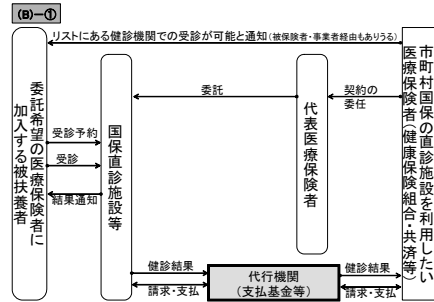 (B)-①
リストにある健診機関での受診が可能と通知(被保険者・事業者経由もありうる)
委託希望の医療保険者に
加入する被扶養者
受診予約
受診
結果通知
国保直診施設等
委託
代表医療保険者
契約の
委任
市町村国保の直診施設を利用したい
医療保険者(健康保険組合・共済等)
健診結果
請求・支払
代行機関
(支払基金等)
健診結果
請求・支払